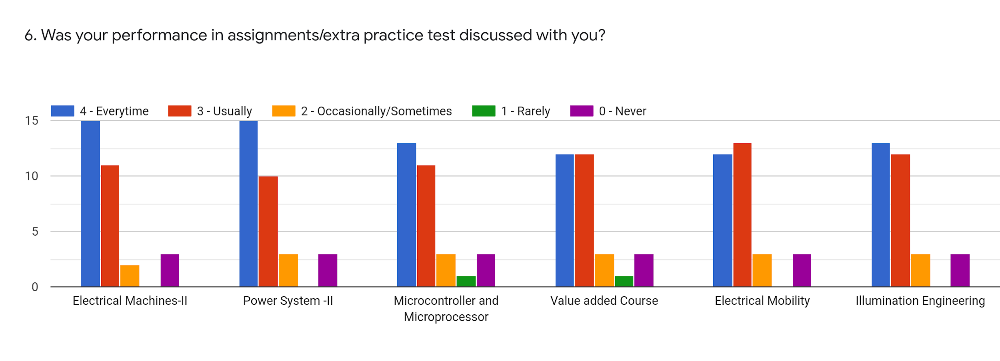 6. Was your performance in assignments/extra practice test discussed with you?
4 - Everytime 3 - Usually 2 - Occasionally/Sometimes 1 - Rarely 0 - Never
15
10
5
0
Electrical Machines-II Power System -II Microcontroller and Value added Course Electrical Mobility Illumination Engineering
Microprocessor